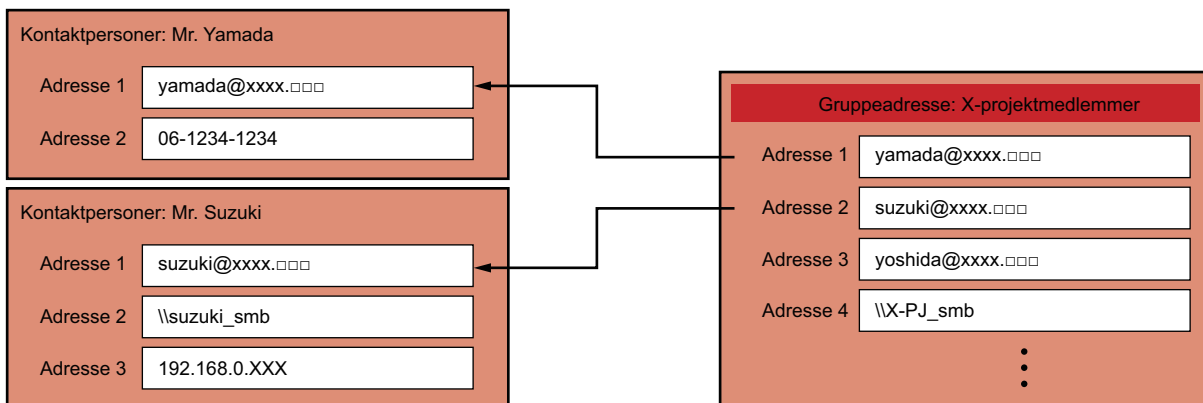 Kontaktpersoner: Mr. Yamada
Adresse 1 yamada@xxxx.□□□
Adresse 2 06-1234-1234
Kontaktpersoner: Mr. Suzuki
Adresse 1 suzuki@xxxx.□□□
Adresse 2 \\suzuki_smb
Adresse 3 192.168.0.XXX
Gruppeadresse: X-projektmedlemmer
Adresse 1 yamada@xxxx.□□□
Adresse 2 suzuki@xxxx.□□□
Adresse 3 yoshida@xxxx.□□□
Adresse 4 \\X-PJ_smb